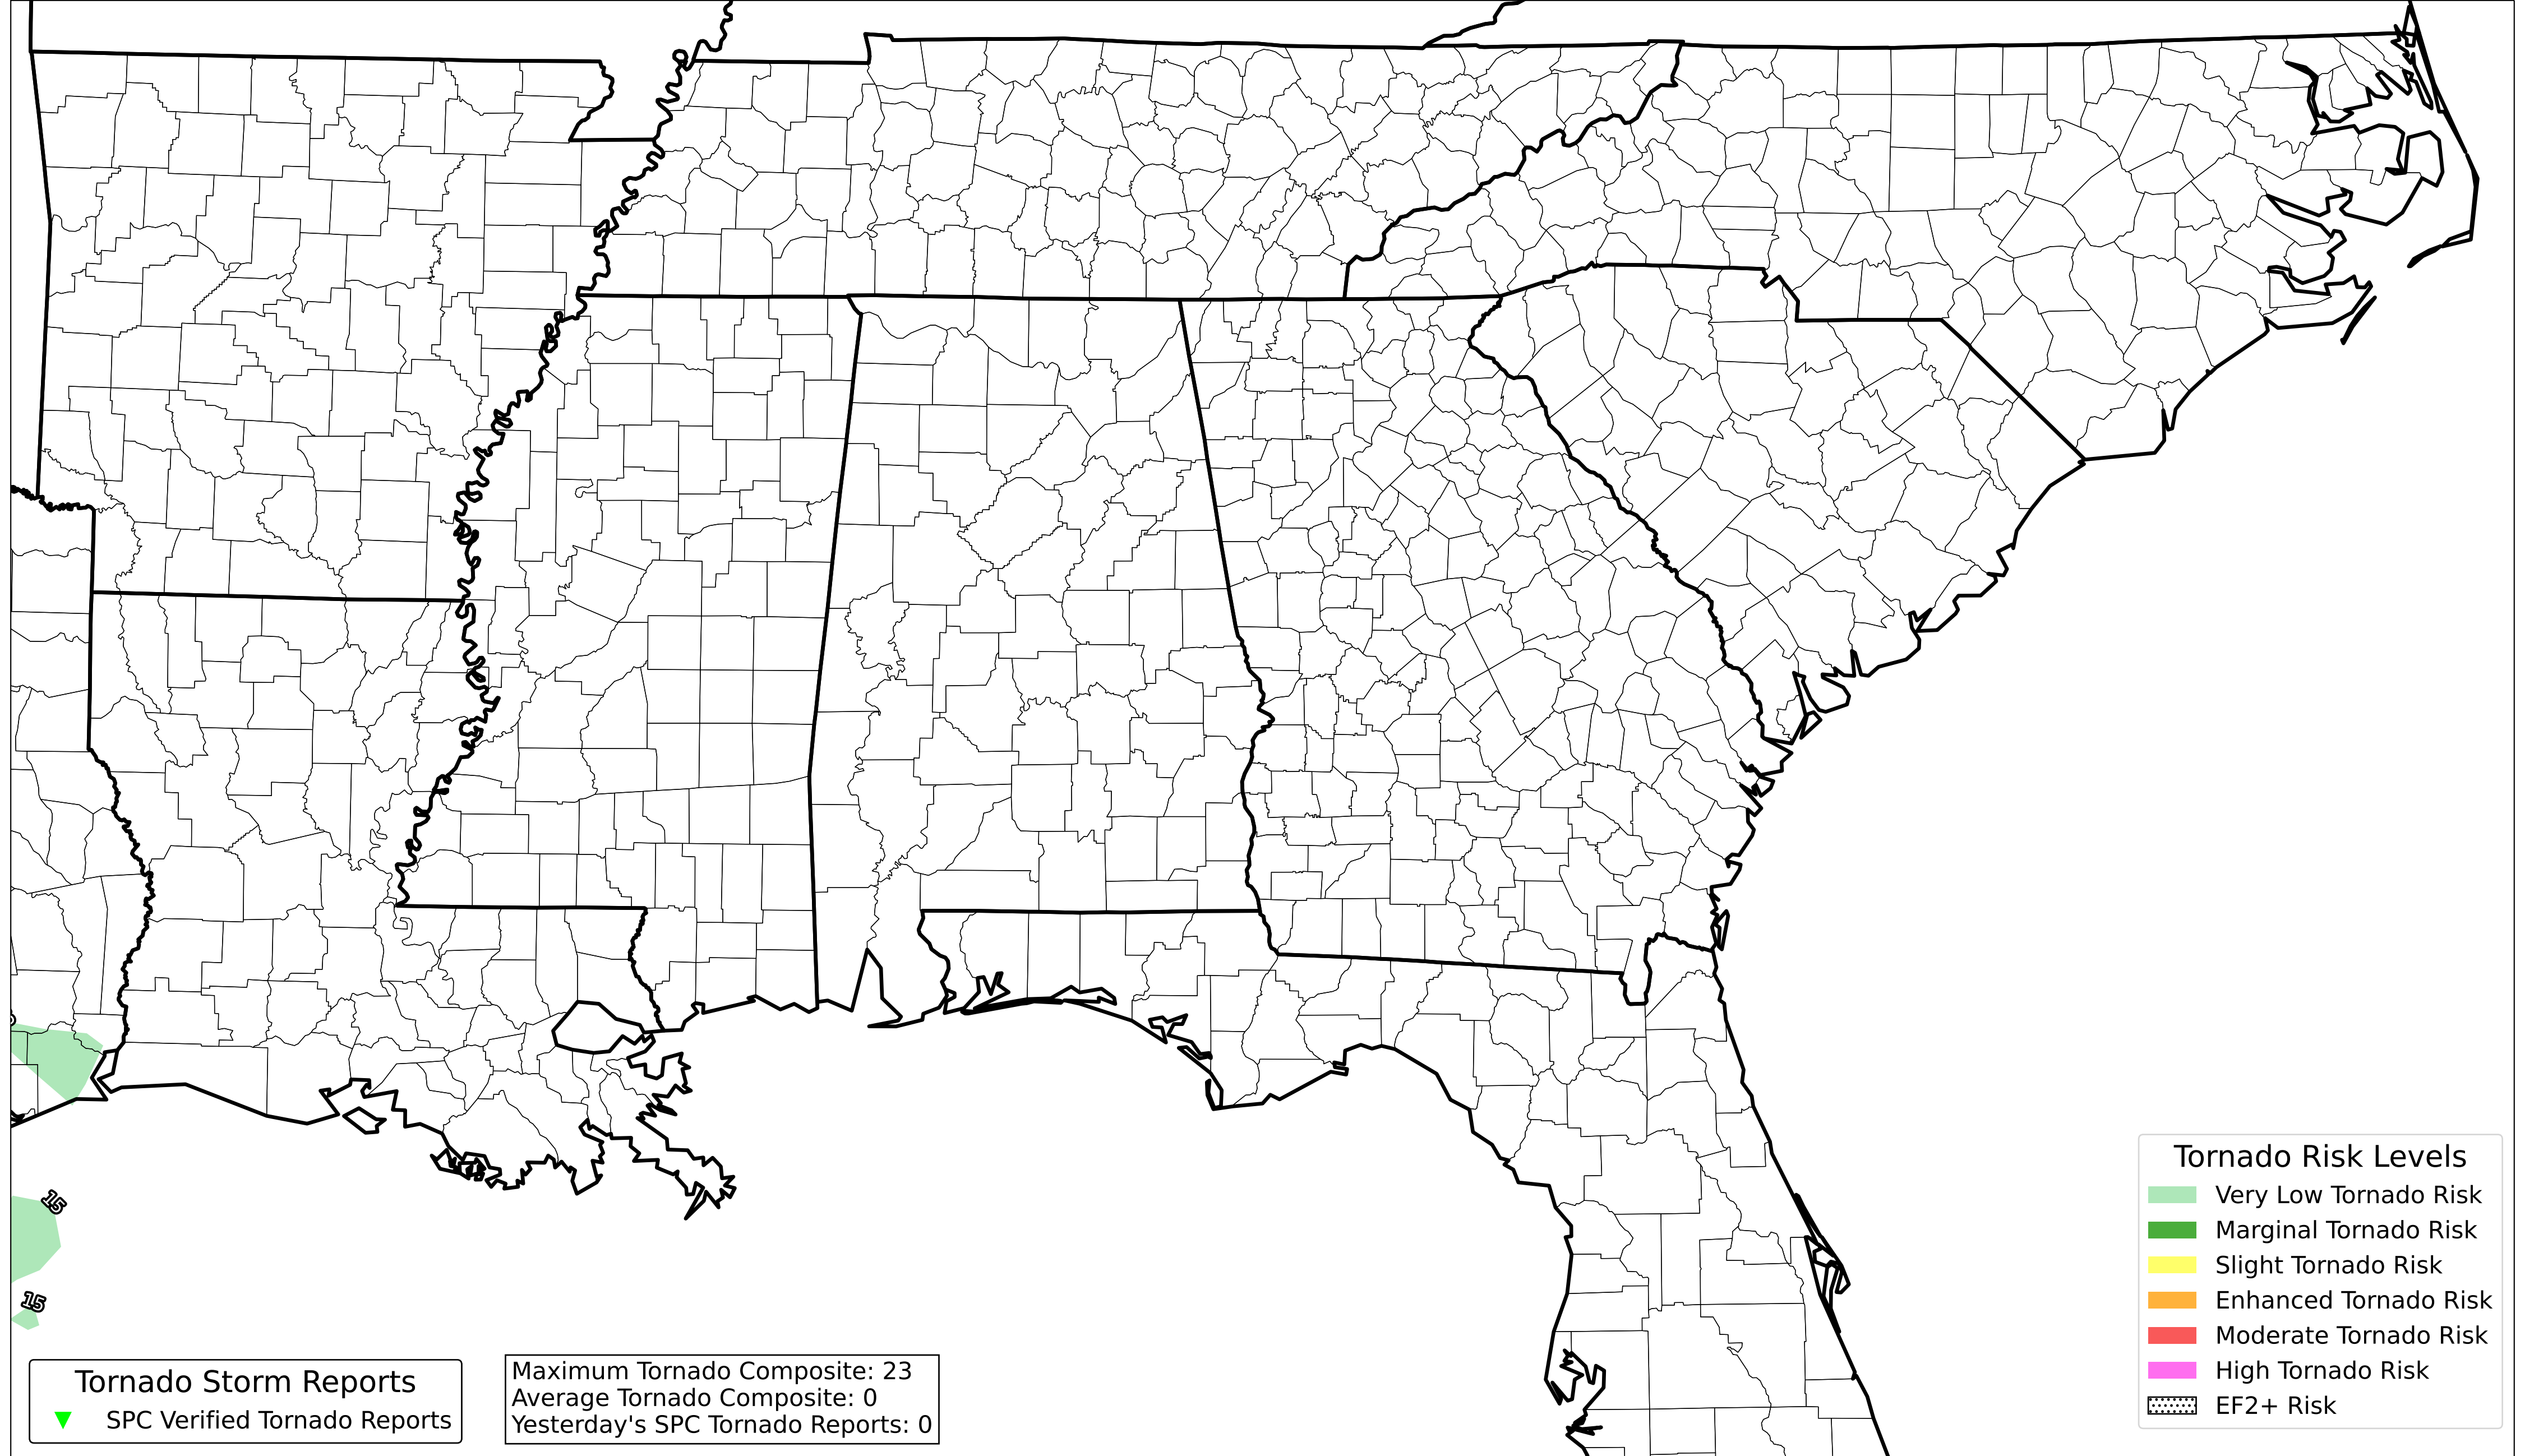 15
15
Tornado Storm Reports
SPC Verified Tornado Reports
Maximum Tornado Composite: 23
Average Tornado Composite: 0
Yesterday's SPC Tornado Reports: 0
Tornado Risk Levels
Very Low Tornado Risk
Marginal Tornado Risk
Slight Tornado Risk
Enhanced Tornado Risk
Moderate Tornado Risk
High Tornado Risk
EF2+ Risk